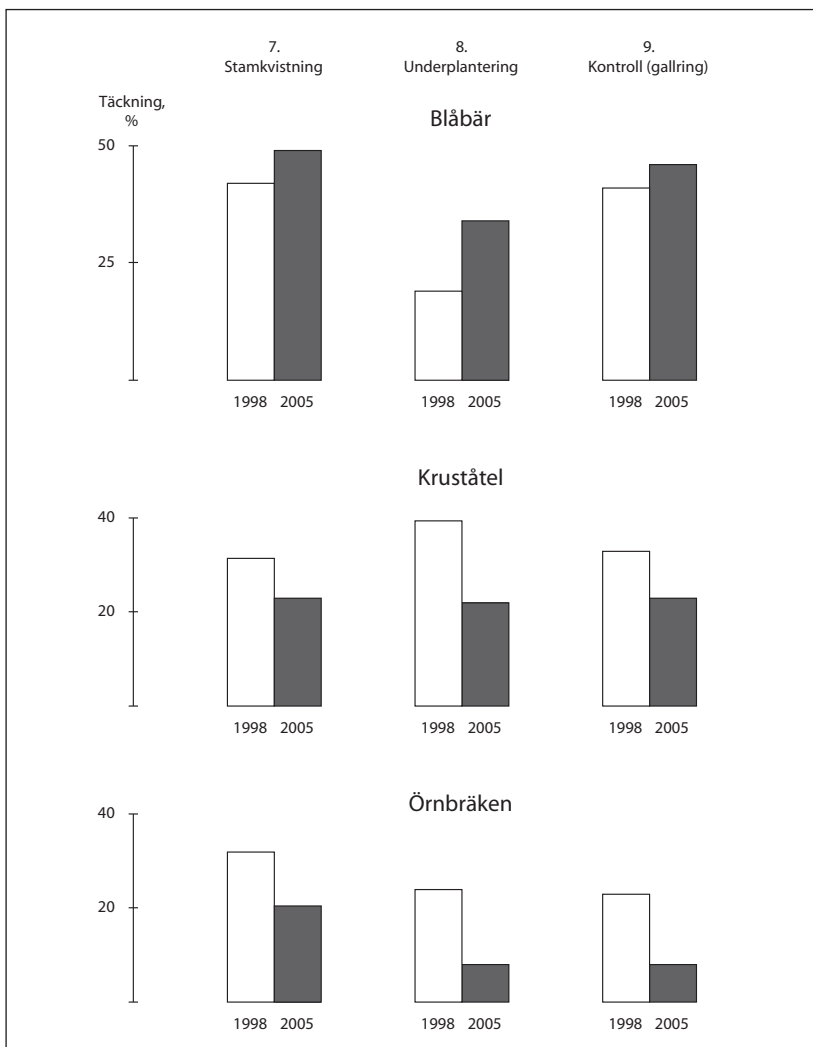 7.
Stamkvistning
8.
Underplantering
9.
Kontroll (gallring)
Täckning,
%
Blåbär
50
25
1998 2005
1998 2005
1998 2005
Kruståtel
40
20
1998 2005
1998 2005
1998 2005
Örnbräken
40
20
1998 2005
1998 2005
1998 2005